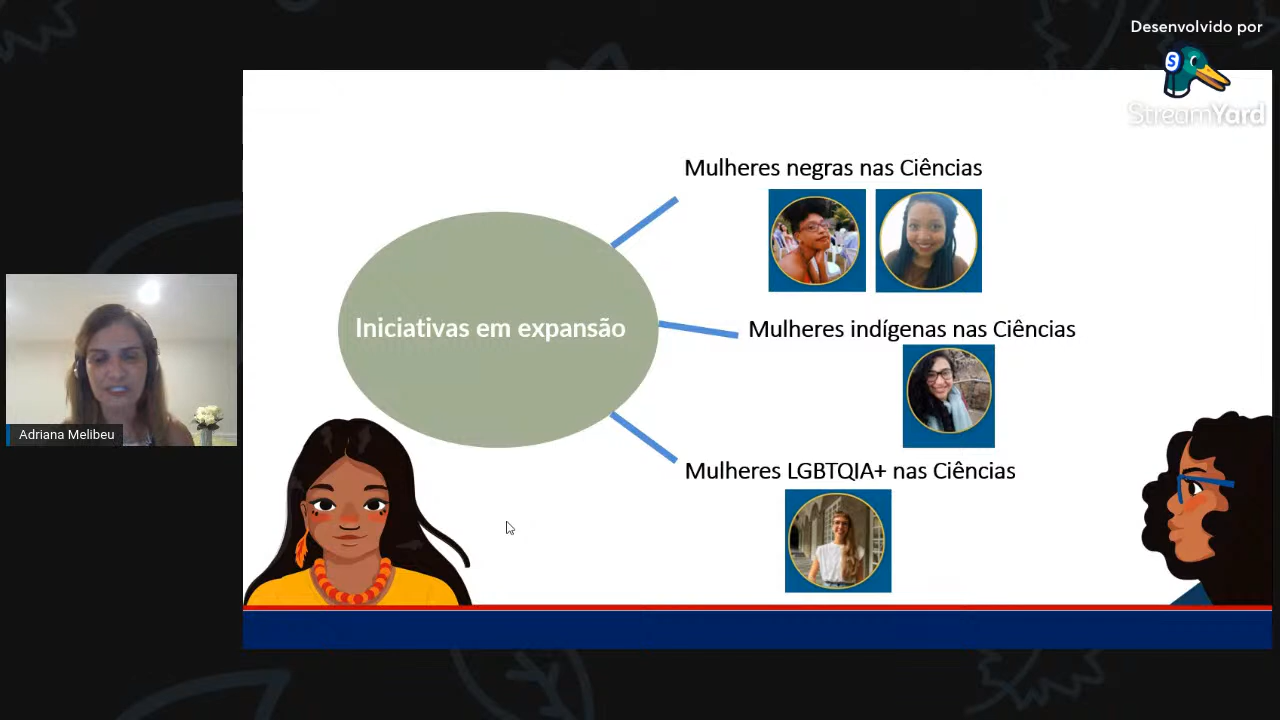 Desenvolvido por
S
StreamYard
Mulheres negras nas Ciências
Iniciativas em expansão
Mulheres indígenas nas Ciências
Adriana Melibeu
Mulheres LGBTQIA+ nas Ciências